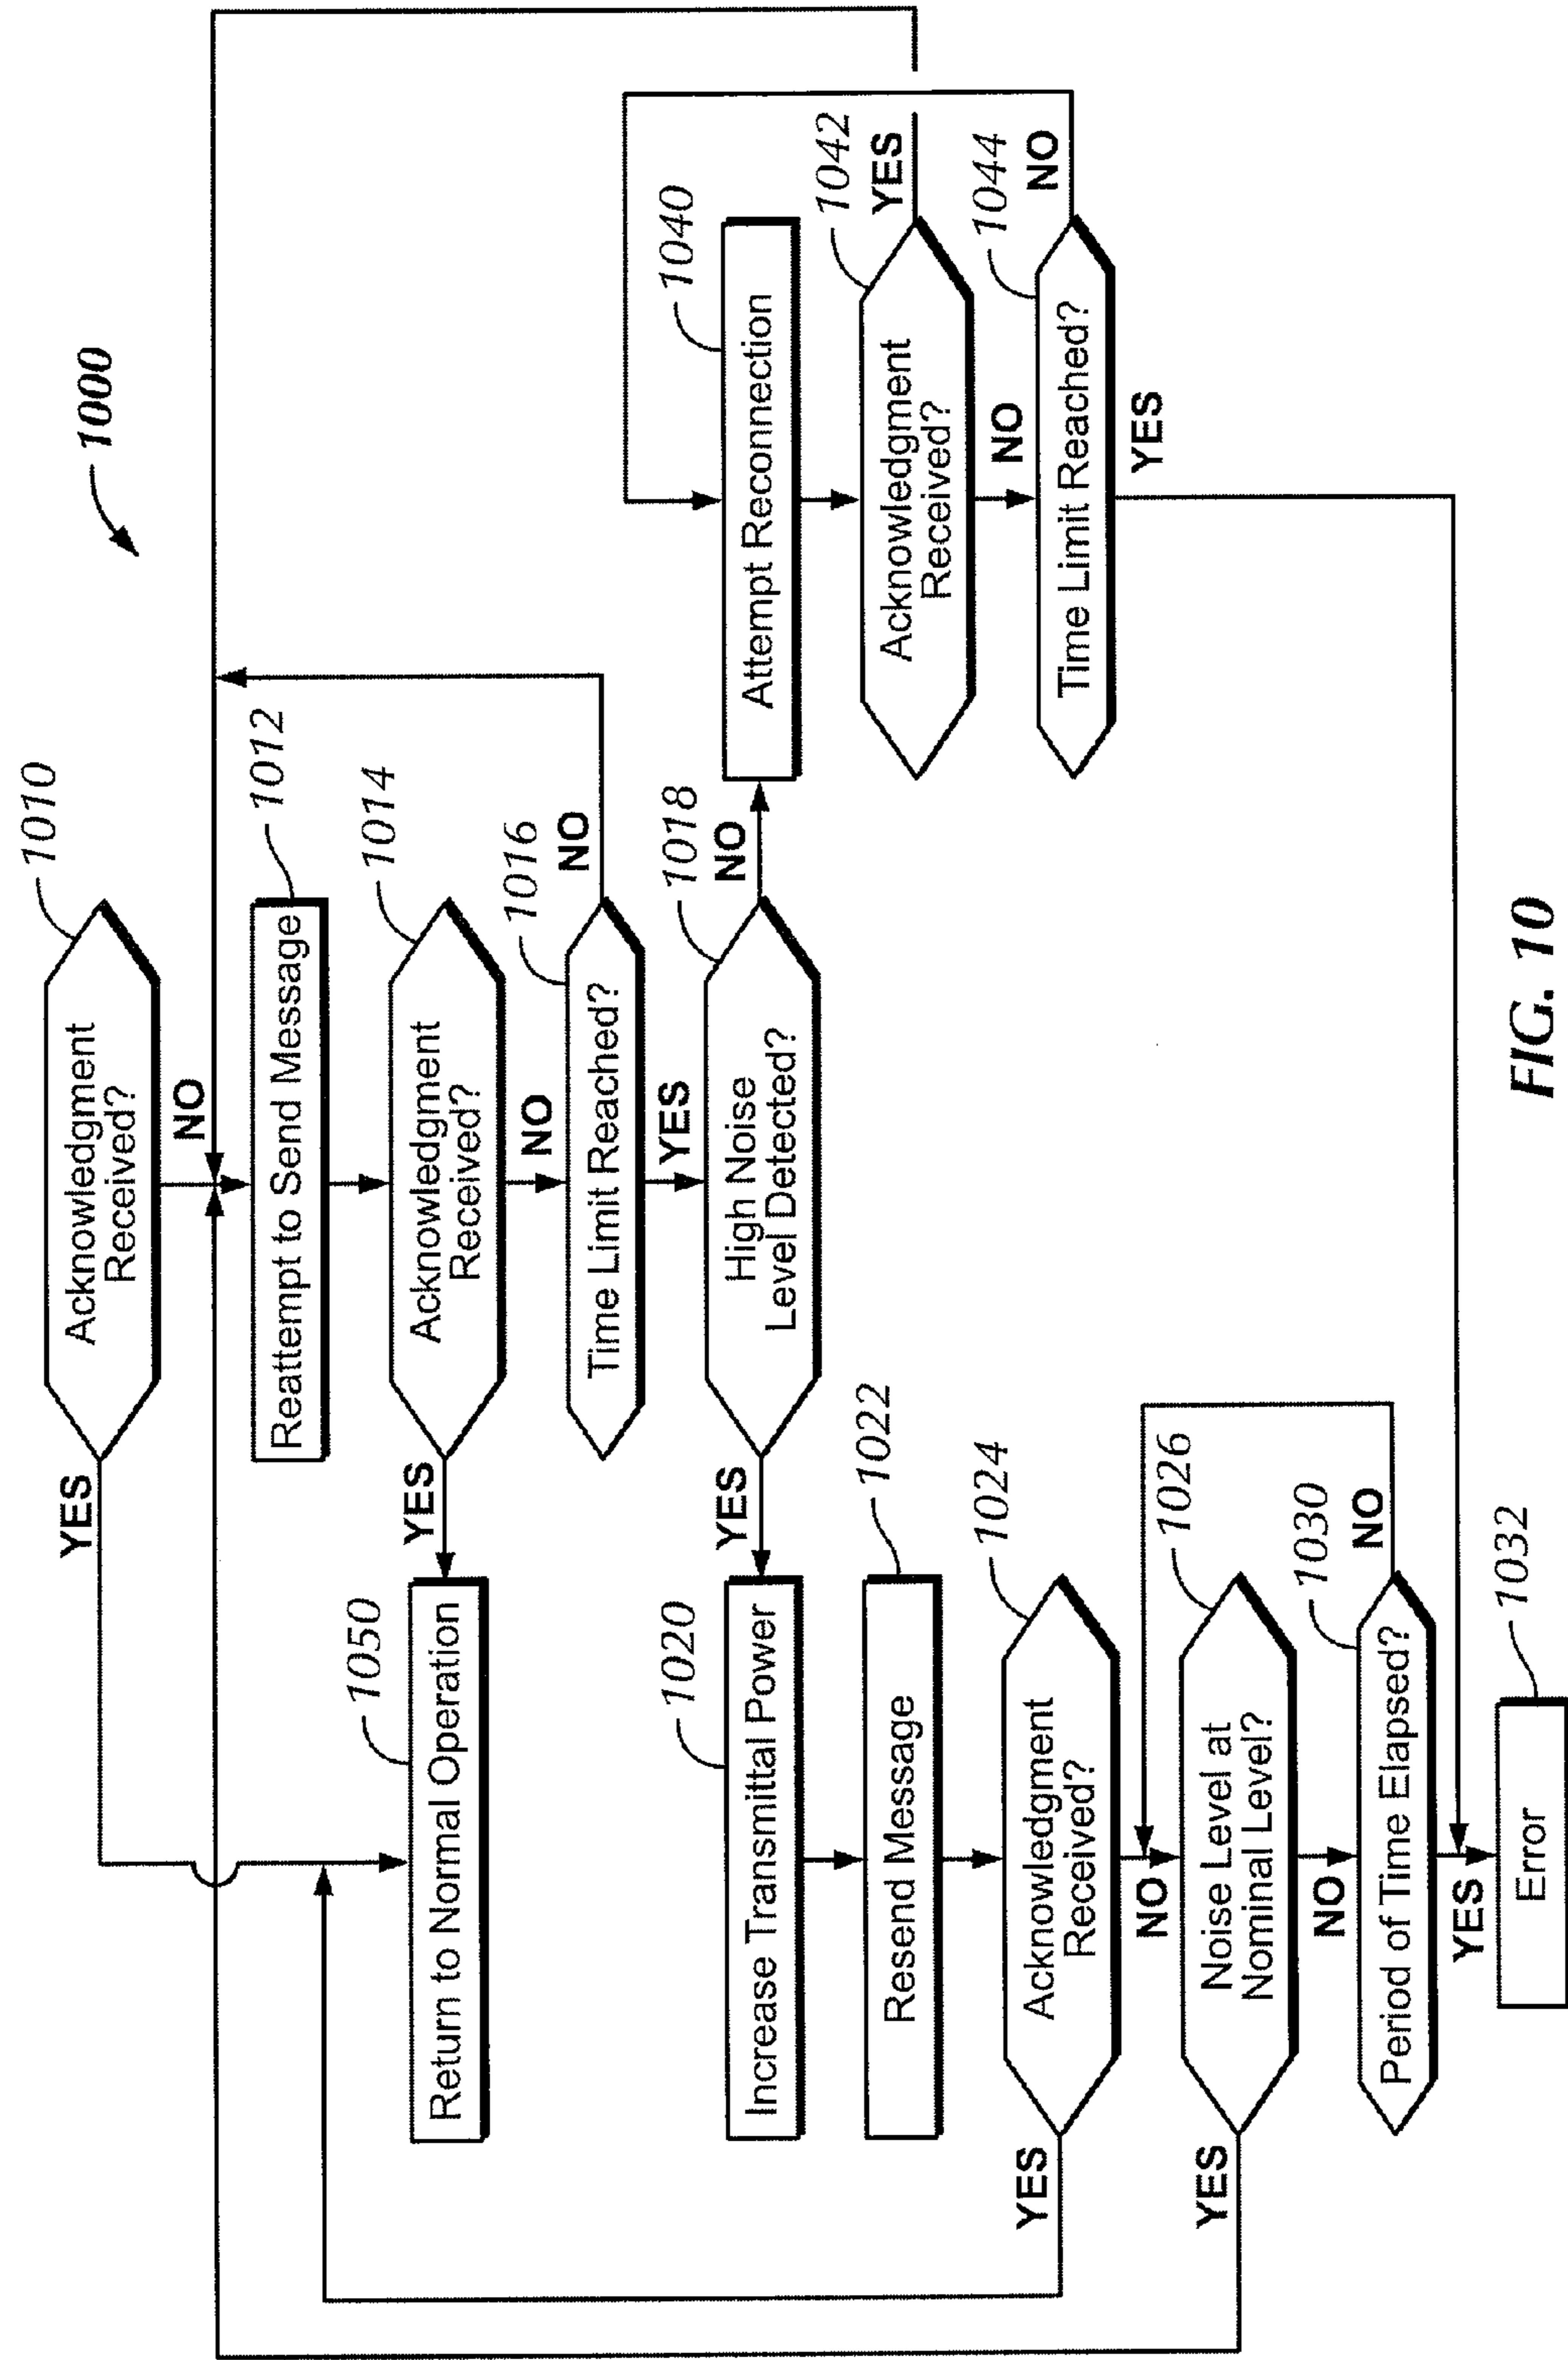 1000
1010
Acknowledgment
Received?
YES
NO
1012
Reattempt to Send Message
1014
Acknowledgment
Received?
YES
NO
1050
Return to Normal Operation
1016
Time Limit Reached?
NO
YES
1018
High Noise
Level Detected?
YES
NO
1020
Increase Transmittal Power
1022
Resend Message
1024
Acknowledgment
Received?
YES
NO
1026
Noise Level at
Nominal Level?
YES
NO
1030
Period of Time Elapsed?
NO
YES
1032
Error
1040
Attempt Reconnection
1042
Acknowledgment
Received?
YES
NO
1044
Time Limit Reached?
NO
YES
FIG. 10